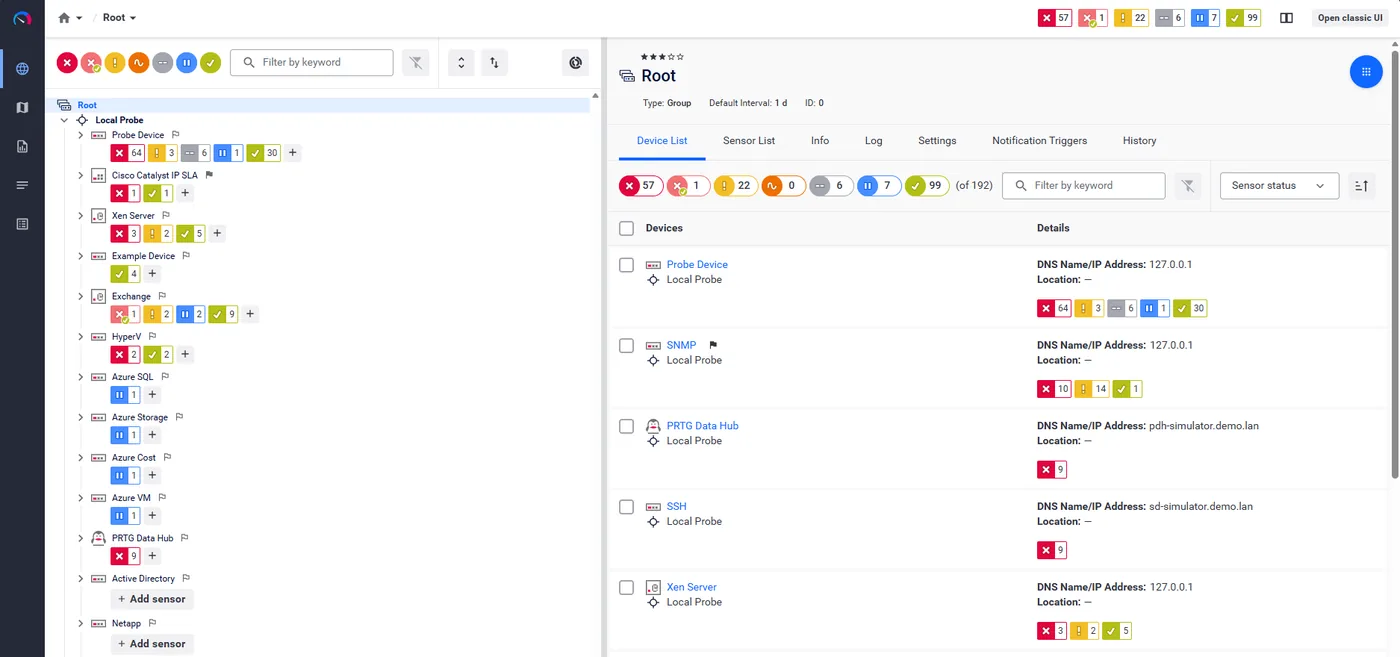 Root
57 1 22 6 7 99 Open classic UI
Filter by keyword
Root
Local Probe
Probe Device
64 3 6 1 30 +
Cisco Catalyst IP SLA
1 1 +
Xen Server
3 2 5 +
Example Device
4 +
Exchange
1 2 2 9 +
HyperV
2 2 +
Azure SQL
1 +
Azure Storage
1 +
Azure Cost
1 +
Azure VM
1 +
PRTG Data Hub
9 +
Active Directory
+ Add sensor
Netapp
+ Add sensor
Root
Type: Group Default Interval: 1 d ID: 0
Device List Sensor List Info Log Settings Notification Triggers History
57 1 22 0 6 7 99 (of 192) Filter by keyword Sensor status
Devices Details
Probe Device DNS Name/IP Address: 127.0.0.1
Local Probe Location: —
64 3 6 1 30
SNMP DNS Name/IP Address: 127.0.0.1
Local Probe Location: —
10 14 1
PRTG Data Hub DNS Name/IP Address: pdh-simulator.demo.lan
Local Probe Location: —
9
SSH DNS Name/IP Address: sd-simulator.demo.lan
Local Probe Location: —
9
Xen Server DNS Name/IP Address: 127.0.0.1
Local Probe Location: —
3 2 5